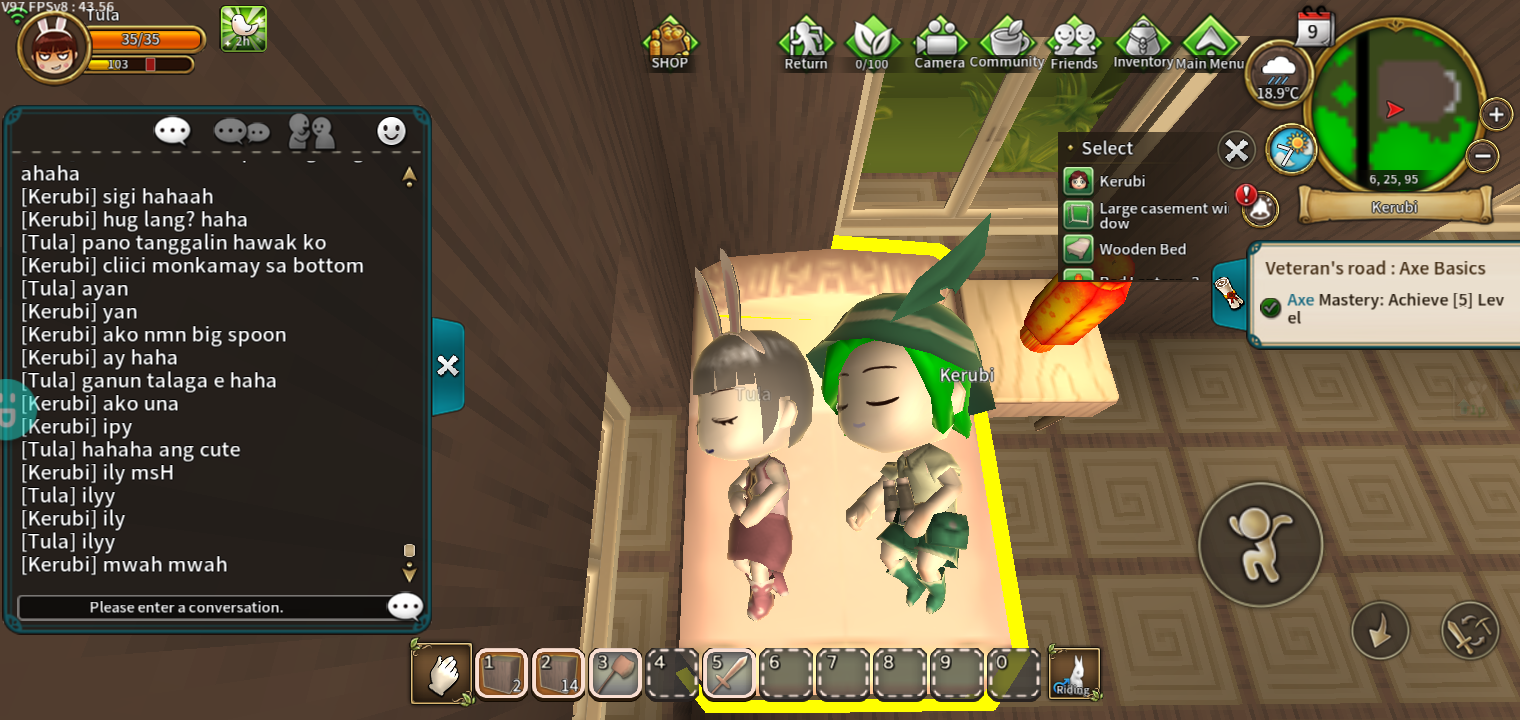 V97 FPSv8 : 43.56
Tula
35/35
103
2h
SHOP
Return
0/100
Camera
Community
Friends
Inventory
Main Menu
9
18.9℃
6, 25, 95
Kerubi
Select
Kerubi
Large casement wi
dow
Wooden Bed
Veteran's road : Axe Basics
Axe Mastery: Achieve [5] Lev
el
ahaha
[Kerubi] sigi hahaah
[Kerubi] hug lang? haha
[Tula] pano tanggalin hawak ko
[Kerubi] cliici monkamay sa bottom
[Tula] ayan
[Kerubi] yan
[Kerubi] ako nmn big spoon
[Kerubi] ay haha
[Tula] ganun talaga e haha
[Kerubi] ako una
[Kerubi] ipy
[Tula] hahaha ang cute
[Kerubi] ily msH
[Tula] ilyy
[Kerubi] ily
[Tula] ilyy
[Kerubi] mwah mwah
Please enter a conversation.
Tula
Kerubi
1 2 3 4 5 6 7 8 9 0
2 14
Riding